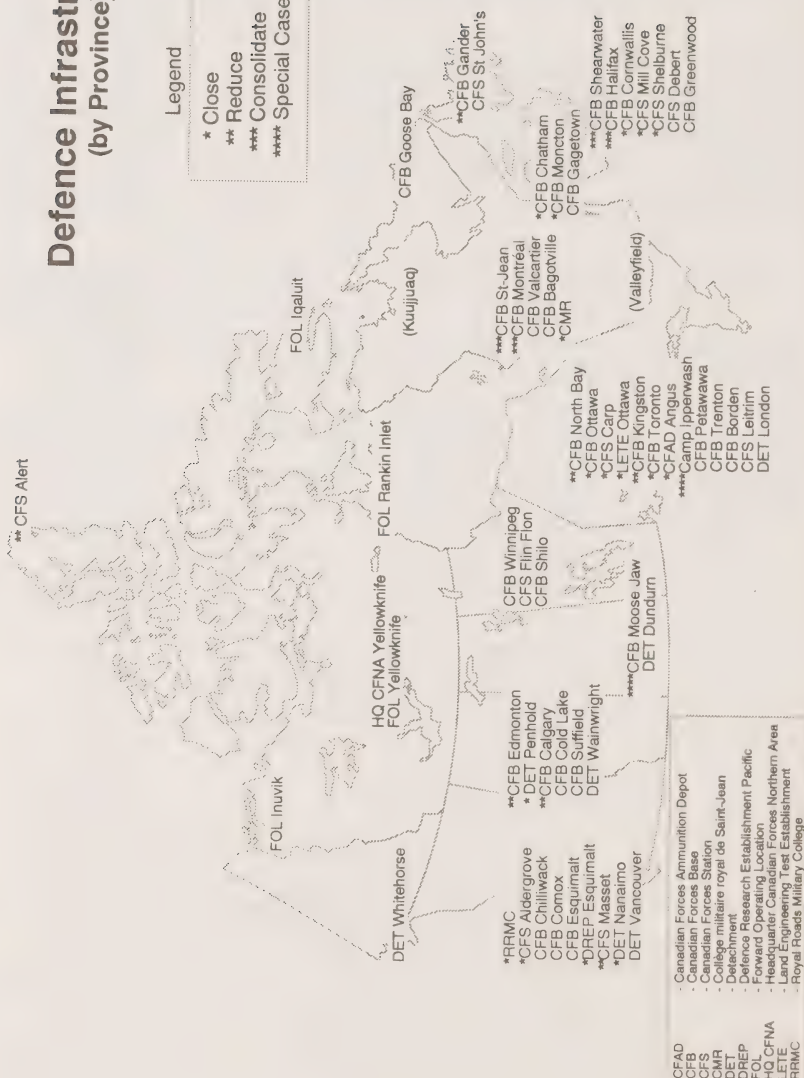 Defence Infrastr
(by Province)
Legend
* Close
** Reduce
*** Consolidate
**** Special Case
** CFS Alert
FOL Inuvik
DET Whitehorse
HQ CFNA Yellowknife
FOL Yellowknife
FOL Rankin Inlet
FOL Iqaluit
(Kuujjuaq)
CFB Goose Bay
**CFB Gander
CFS St John's
*RRMC
*CFS Aldergrove
CFB Chilliwack
CFB Comox
CFB Esquimalt
*DREP Esquimalt
**CFS Masset
*DET Nanaimo
DET Vancouver
**CFB Edmonton
* DET Penhold
**CFB Calgary
CFB Cold Lake
CFB Suffield
DET Wainwright
****CFB Moose Jaw
DET Dundurn
CFB Winnipeg
CFS Flin Flon
CFB Shilo
**CFB North Bay
*CFB Ottawa
*CFS Carp
*LETE Ottawa
**CFB Kingston
*CFB Toronto
*CFAD Angus
****Camp Ipperwash
CFB Petawawa
CFB Trenton
CFB Borden
CFS Leitrim
DET London
***CFB St-Jean
***CFB Montréal
CFB Valcartier
CFB Bagotville
*CMR
(Valleyfield)
*CFB Chatham
*CFB Moncton
CFB Gagetown
***CFB Shearwater
***CFB Halifax
*CFB Cornwallis
*CFS Mill Cove
*CFS Shelburne
CFS Debert
CFB Greenwood
CFAD - Canadian Forces Ammunition Depot
CFB - Canadian Forces Base
CFS - Canadian Forces Station
CMR - Collège militaire royal de Saint-Jean
DET - Detachment
DREP - Defence Research Establishment Pacific
FOL - Forward Operating Location
HQ CFNA - Headquarter Canadian Forces Northern Area
LETE - Land Engineering Test Establishment
RRMC - Royal Roads Military College